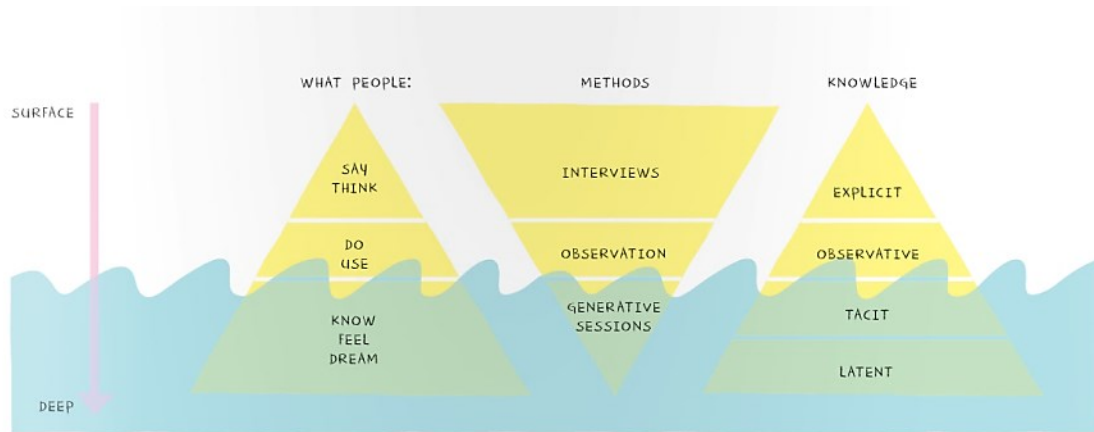 WHAT PEOPLE:
METHODS
KNOWLEDGE
SURFACE
SAY
THINK
INTERVIEWS
EXPLICIT
DO
USE
OBSERVATION
OBSERVATIVE
GENERATIVE
SESSIONS
KNOW
FEEL
DREAM
TACIT
LATENT
DEEP